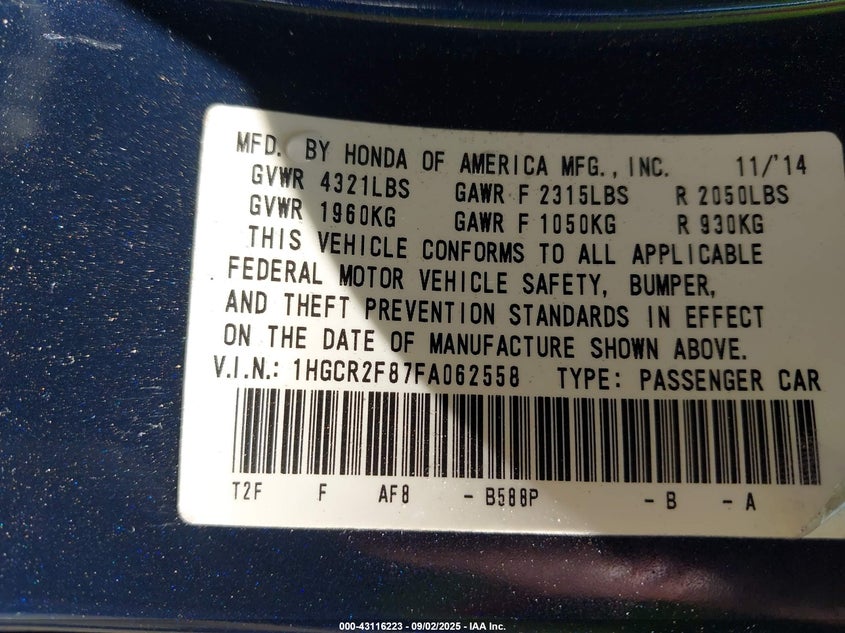 MFD. BY HONDA OF AMERICA MFG., INC. 11/'14
GVWR 4321LBS GAWR F 2315LBS R 2050LBS
GVWR 1960KG GAWR F 1050KG R 930KG
THIS VEHICLE CONFORMS TO ALL APPLICABLE
FEDERAL MOTOR VEHICLE SAFETY, BUMPER,
AND THEFT PREVENTION STANDARDS IN EFFECT
ON THE DATE OF MANUFACTURE SHOWN ABOVE.
V.I.N.: 1HGCR2F87FA062558 TYPE: PASSENGER CAR
T2F F AF8 - B588P - B - A
000-43116223 - 09/02/2025 - IAA Inc.